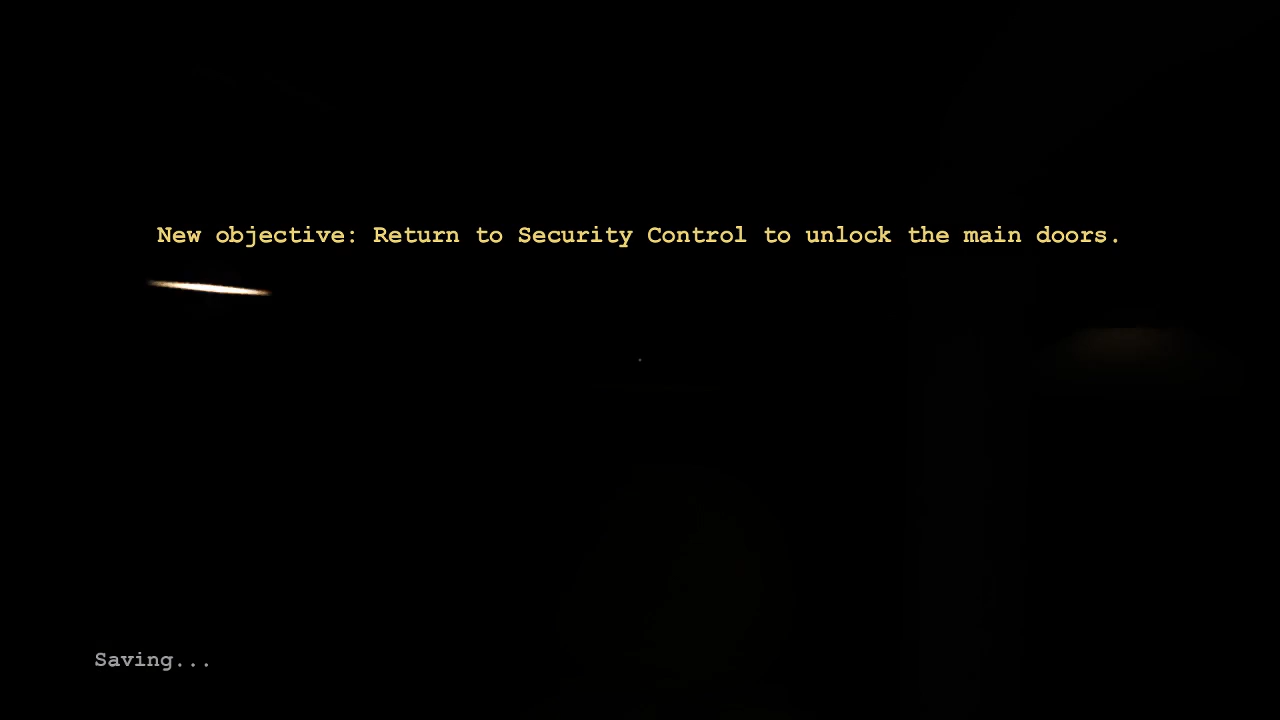 New objective: Return to Security Control to unlock the main doors.
Saving...